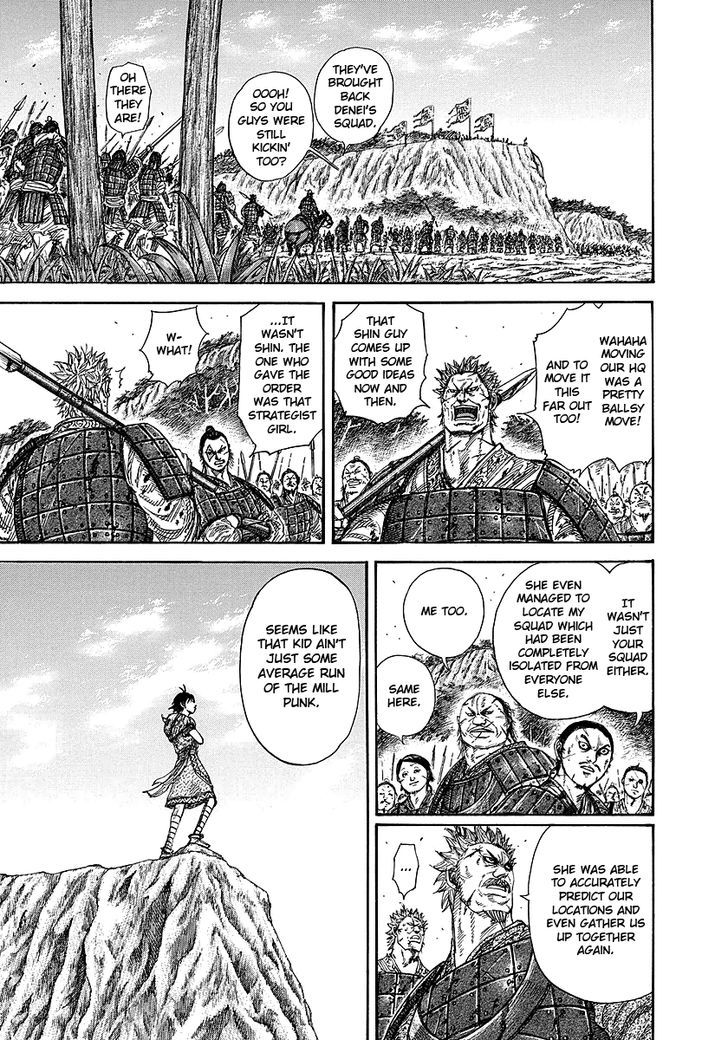 THEY'VE
BROUGHT
BACK
DENEI'S
SQUAD.
OOOH!
SO YOU
GUYS WERE
STILL
KICKIN'
TOO?
OH
THERE
THEY
ARE!
WAHAHA
MOVING
OUR HQ
WAS A
PRETTY
BALLSY
MOVE!
AND TO
MOVE IT
THIS
FAR OUT
TOO!
THAT
SHIN GUY
COMES UP
WITH SOME
GOOD IDEAS
NOW AND
THEN.
...IT
WASN'T
SHIN. THE
ONE WHO
GAVE THE
ORDER
WAS THAT
STRATEGIST
GIRL.
W-
WHAT!
IT
WASN'T
JUST
YOUR
SQUAD
EITHER.
SHE EVEN
MANAGED TO
LOCATE MY
SQUAD WHICH
HAD BEEN
COMPLETELY
ISOLATED FROM
EVERYONE
ELSE.
ME TOO.
SAME
HERE.
SHE WAS ABLE
TO
ACCURATELY
PREDICT OUR
LOCATIONS AND
EVEN GATHER US
UP TOGETHER
AGAIN.
...
SEEMS LIKE
THAT KID AIN'T
JUST SOME
AVERAGE RUN
OF THE MILL
PUNK.